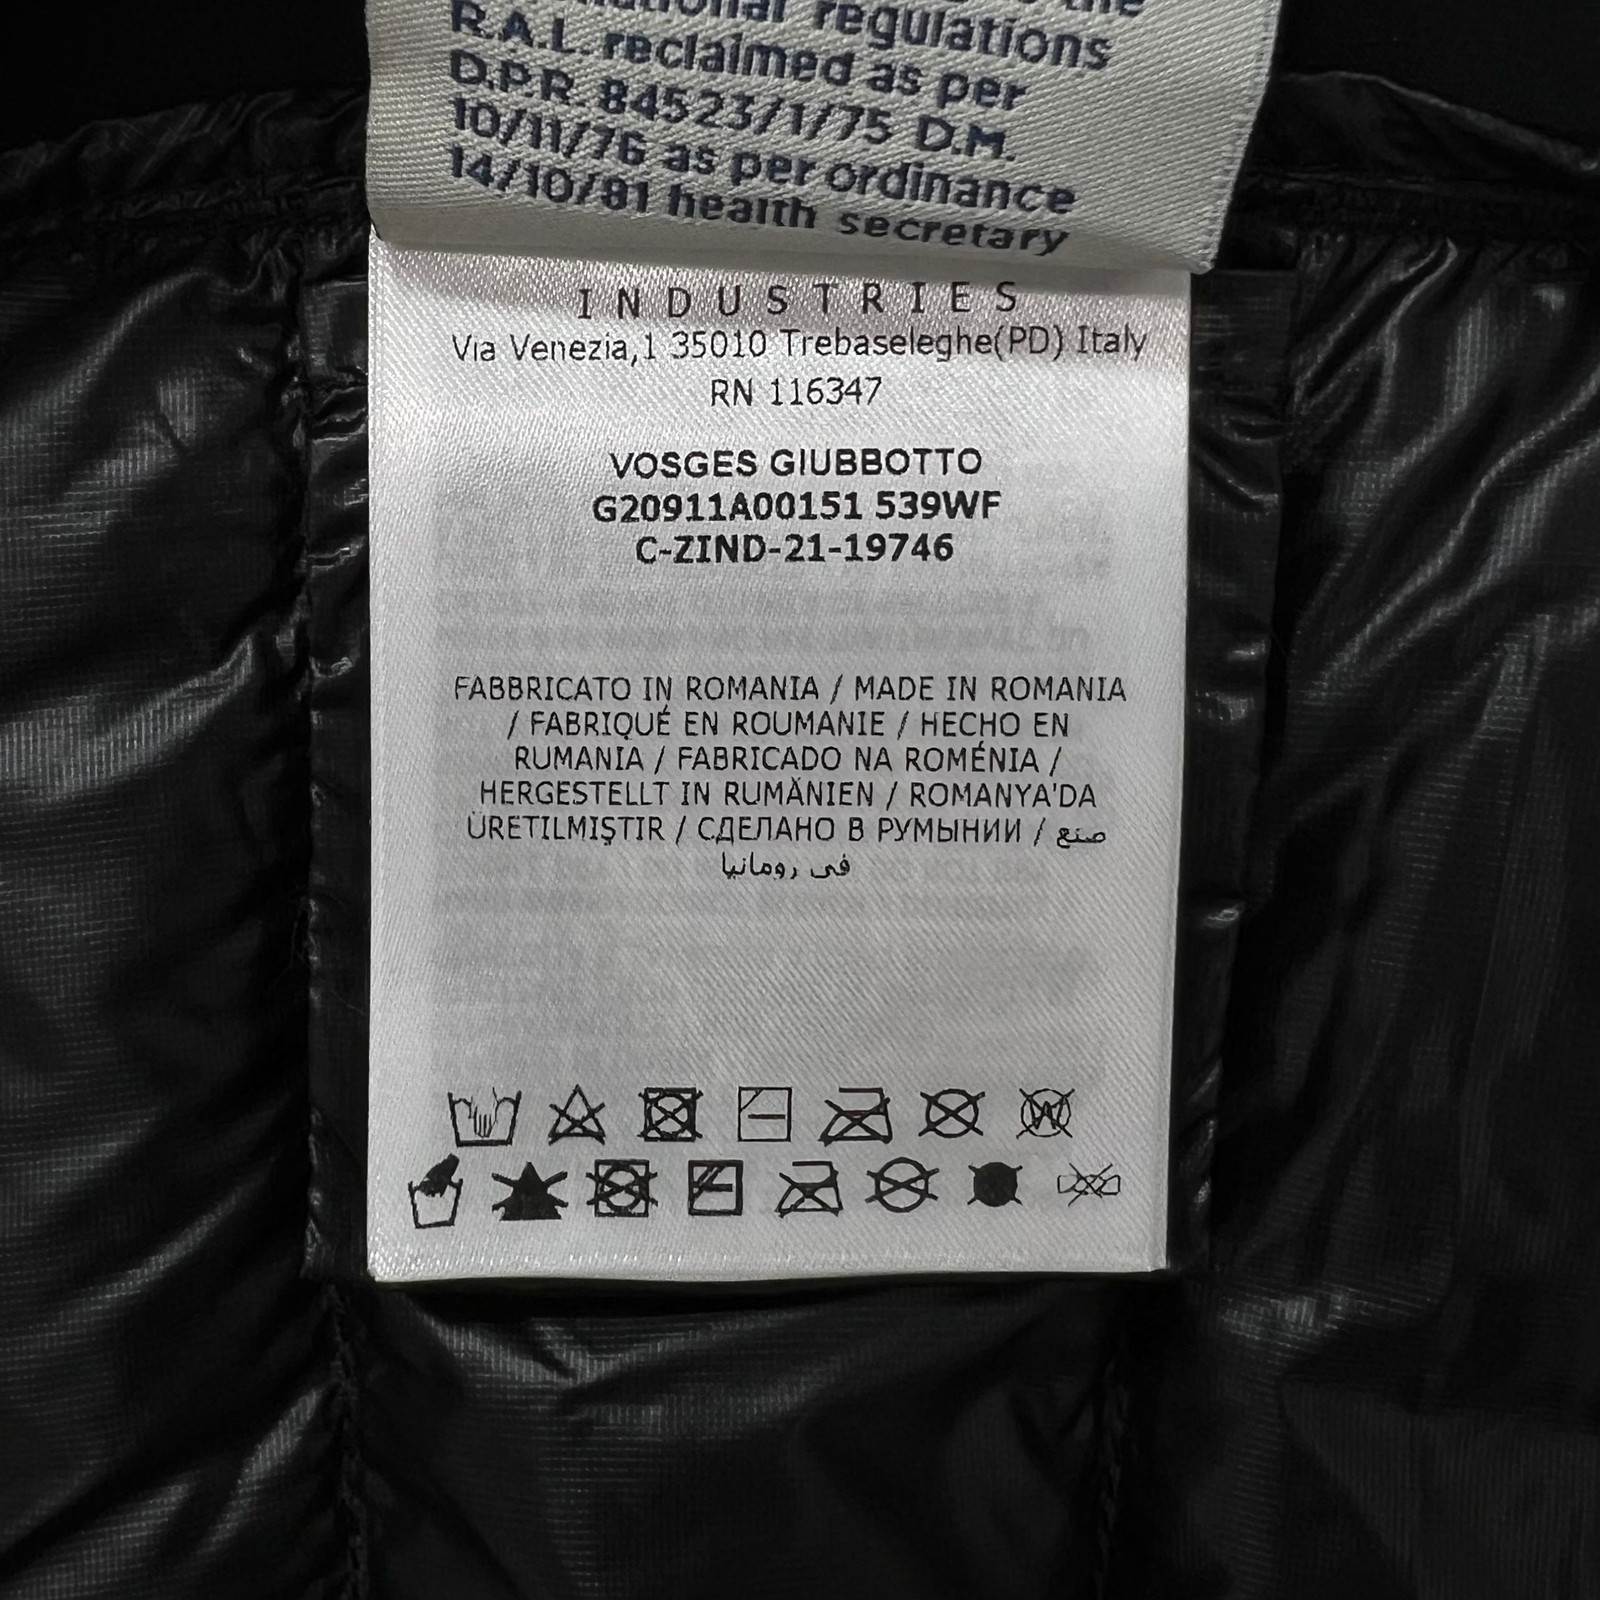 regulations
R.A.L. reclaimed as per
D.P.R. 84523/1/75 D.M.
10/11/76 as per ordinance
14/10/81 health secretary
INDUSTRIES
Via Venezia,1 35010 Trebaseleghe(PD) Italy
RN 116347
VOSGES GIUBBOTTO
G20911A00151 539WF
C-ZIND-21-19746
FABBRICATO IN ROMANIA / MADE IN ROMANIA
/ FABRIQUÉ EN ROUMANIE / HECHO EN
RUMANIA / FABRICADO NA ROMÉNIA /
HERGESTELLT IN RUMÄNIEN / ROMANYA'DA
ÜRETILMIŞTIR / СДЕЛАНО В РУМЫНИИ / صنع
في رومانيا
W